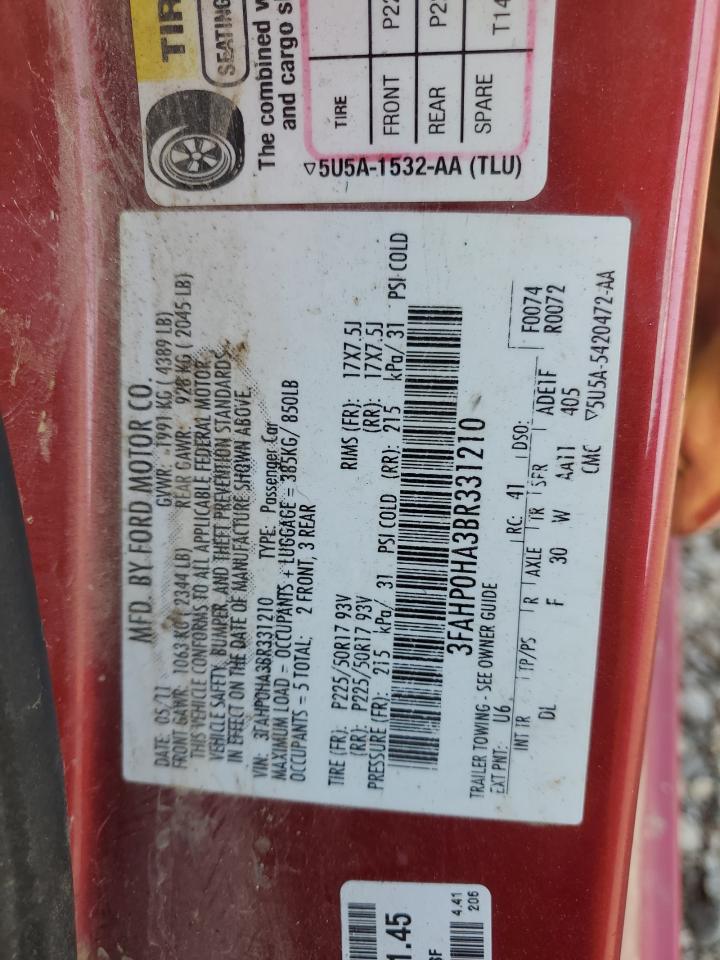 TIR
SEATING
The combined w
and cargo s
TIRE
FRONT P22
REAR P2
SPARE T14
▽5U5A-1532-AA (TLU)
MFD. BY FORD MOTOR CO.
DATE: 05/11 GVWR: 1991 KG ( 4389 LB)
FRONT GAWR: 1063 KG ( 2344 LB) REAR GAWR: 928 KG ( 2045 LB)
THIS VEHICLE CONFORMS TO ALL APPLICABLE FEDERAL MOTOR
VEHICLE SAFETY, BUMPER, AND THEFT PREVENTION STANDARDS
IN EFFECT ON THE DATE OF MANUFACTURE SHOWN ABOVE.
VIN: 3FAHP0HA3BR331210 TYPE: Passenger Car
MAXIMUM LOAD = OCCUPANTS + LUGGAGE = 385KG/ 850LB
OCCUPANTS = 5 TOTAL; 2 FRONT, 3 REAR
TIRE (FR): P225/50R17 93V RIMS (FR): 17X7.5J
(RR): P225/50R17 93V (RR): 17X7.5J
PRESSURE (FR): 215 kPa/ 31 PSI COLD (RR): 215 kPa/ 31 PSI COLD
3FAHP0HA3BR331210
TRAILER TOWING - SEE OWNER GUIDE
EXT PNT: U6 RC: 41 DSO: F0074
R0072
INT TR TP/PS R AXLE TR SFR ADE1F
DL F 30 W AA11 405
CMC ▽5U5A-5420472-AA
1.45
4.41
206